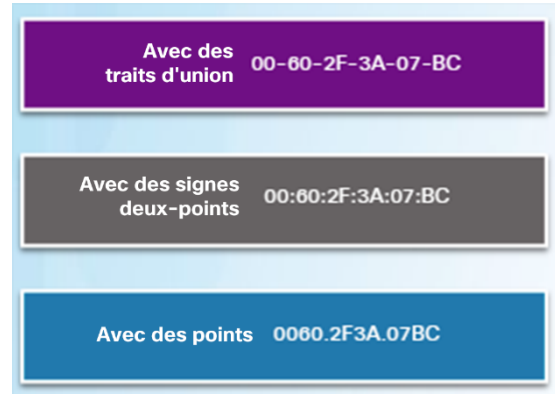 Avec des
traits d'union 00-60-2F-3A-07-BC
Avec des signes
deux-points 00:60:2F:3A:07:BC
Avec des points 0060.2F3A.07BC